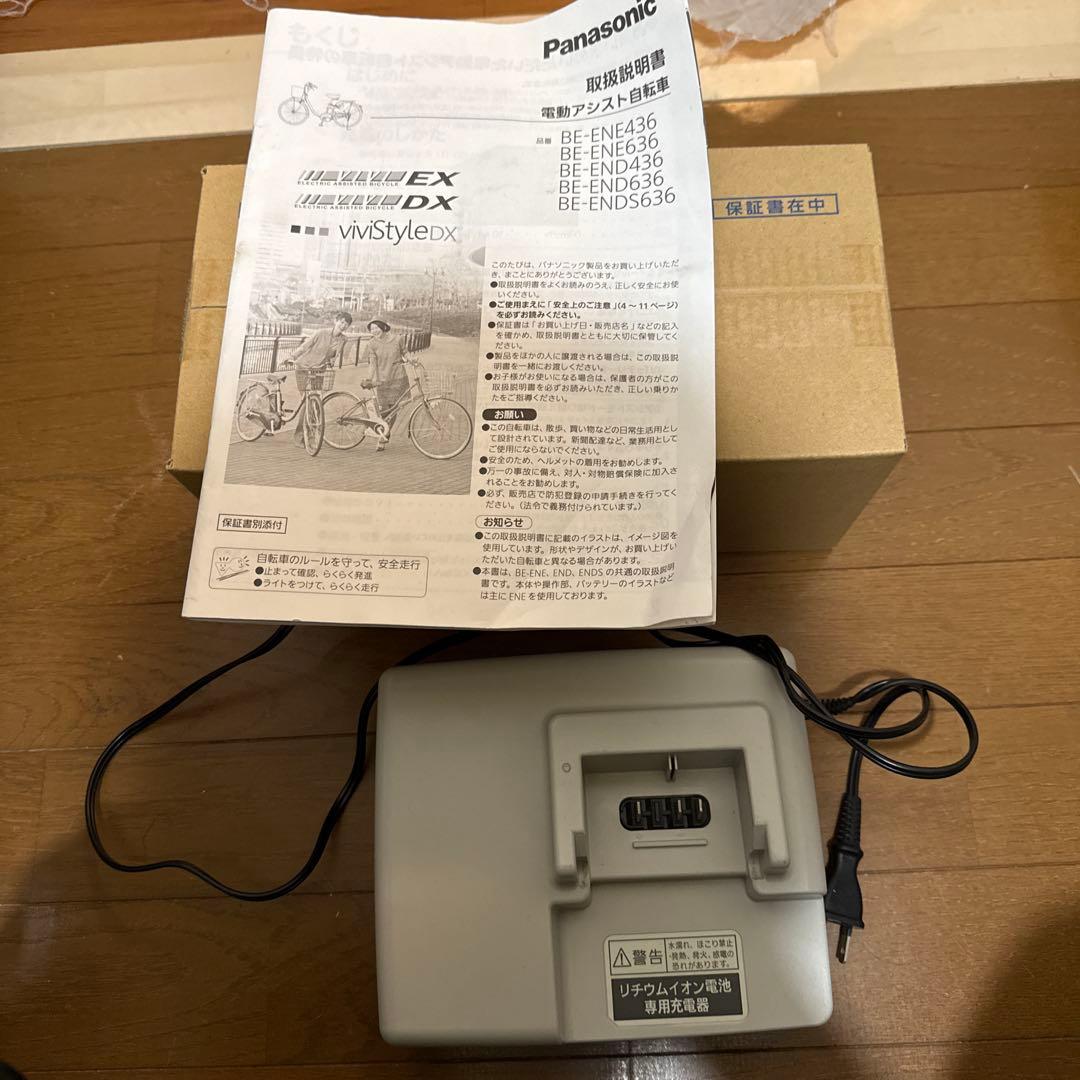 Panasonic
取扱説明書
電動アシスト自転車
品番 BE-ENE436
BE-ENE636
BE-END436
BE-END636
BE-ENDS636
ViVi EX
ELECTRIC ASSISTED BICYCLE
ViVi DX
ELECTRIC ASSISTED BICYCLE
viviStyleDX
このたびは、パナソニック製品をお買い上げいただ
き、まことにありがとうございます。
●取扱説明書をよくお読みのうえ、正しく安全にお使
いください。
●ご使用まえに「安全上のご注意」(4～11ページ)
を必ずお読みください。
●保証書は「お買い上げ日・販売店名」などの記入
を確かめ、取扱説明書とともに大切に保管してく
ださい。
●製品をほかの人に譲渡される場合は、この取扱説
明書を一緒にお渡しください。
●お子様がお使いになる場合は、保護者の方がこの
取扱説明書を必ずお読みいただき、正しい乗りか
たをご指導ください。
お願い
●この自転車は、散歩、買い物などの日常生活用とし
て設計されています。新聞配達など、業務用として
ご使用にならないでください。
●安全のため、ヘルメットの着用をお勧めします。
●万一の事故に備え、対人・対物賠償保険に加入さ
れることをお勧めします。
●必ず、販売店で防犯登録の申請手続きを行ってく
ださい。(法令で義務付けられています。)
お知らせ
●この取扱説明書に記載のイラストは、イメージ図を
使用しています。形状やデザインが、お買い上げい
ただいた自転車と異なる場合があります。
●本書は、BE-ENE、END、ENDS の共通の取扱説明
書です。本体や操作部、バッテリーのイラストなど
は主に ENE を使用しております。
保証書別添付
自転車のルールを守って、安全走行
●止まって確認、らくらく発進
●ライトをつけて、らくらく走行
保証書在中
警告
水濡れ、ほこり禁止
・発熱、発火、感電の
恐れがあります。
リチウムイオン電池
専用充電器